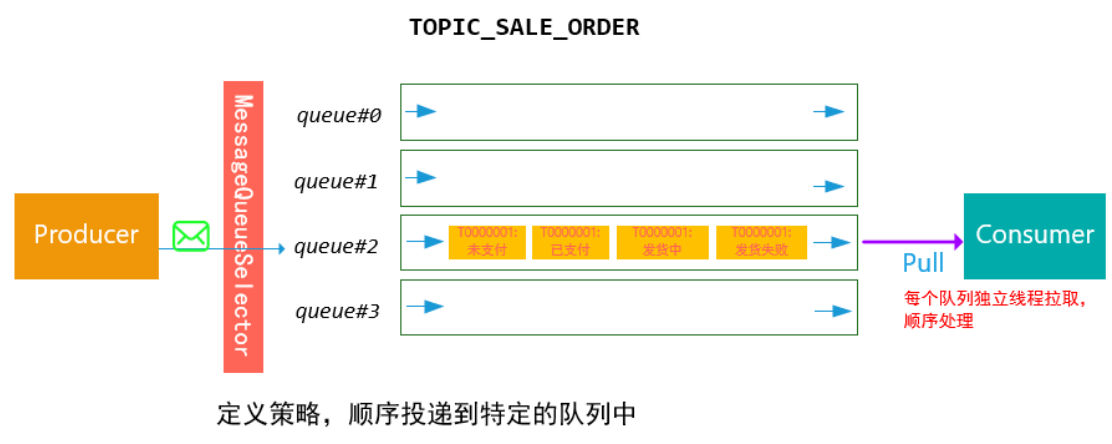 TOPIC_SALE_ORDER
Producer
MessageQueueSelector
queue#0
queue#1
queue#2
queue#3
T0000001:
未支付
T0000001:
已支付
T0000001:
发货中
T0000001:
发货失败
Pull
Consumer
每个队列独立线程拉取,
顺序处理
定义策略，顺序投递到特定的队列中